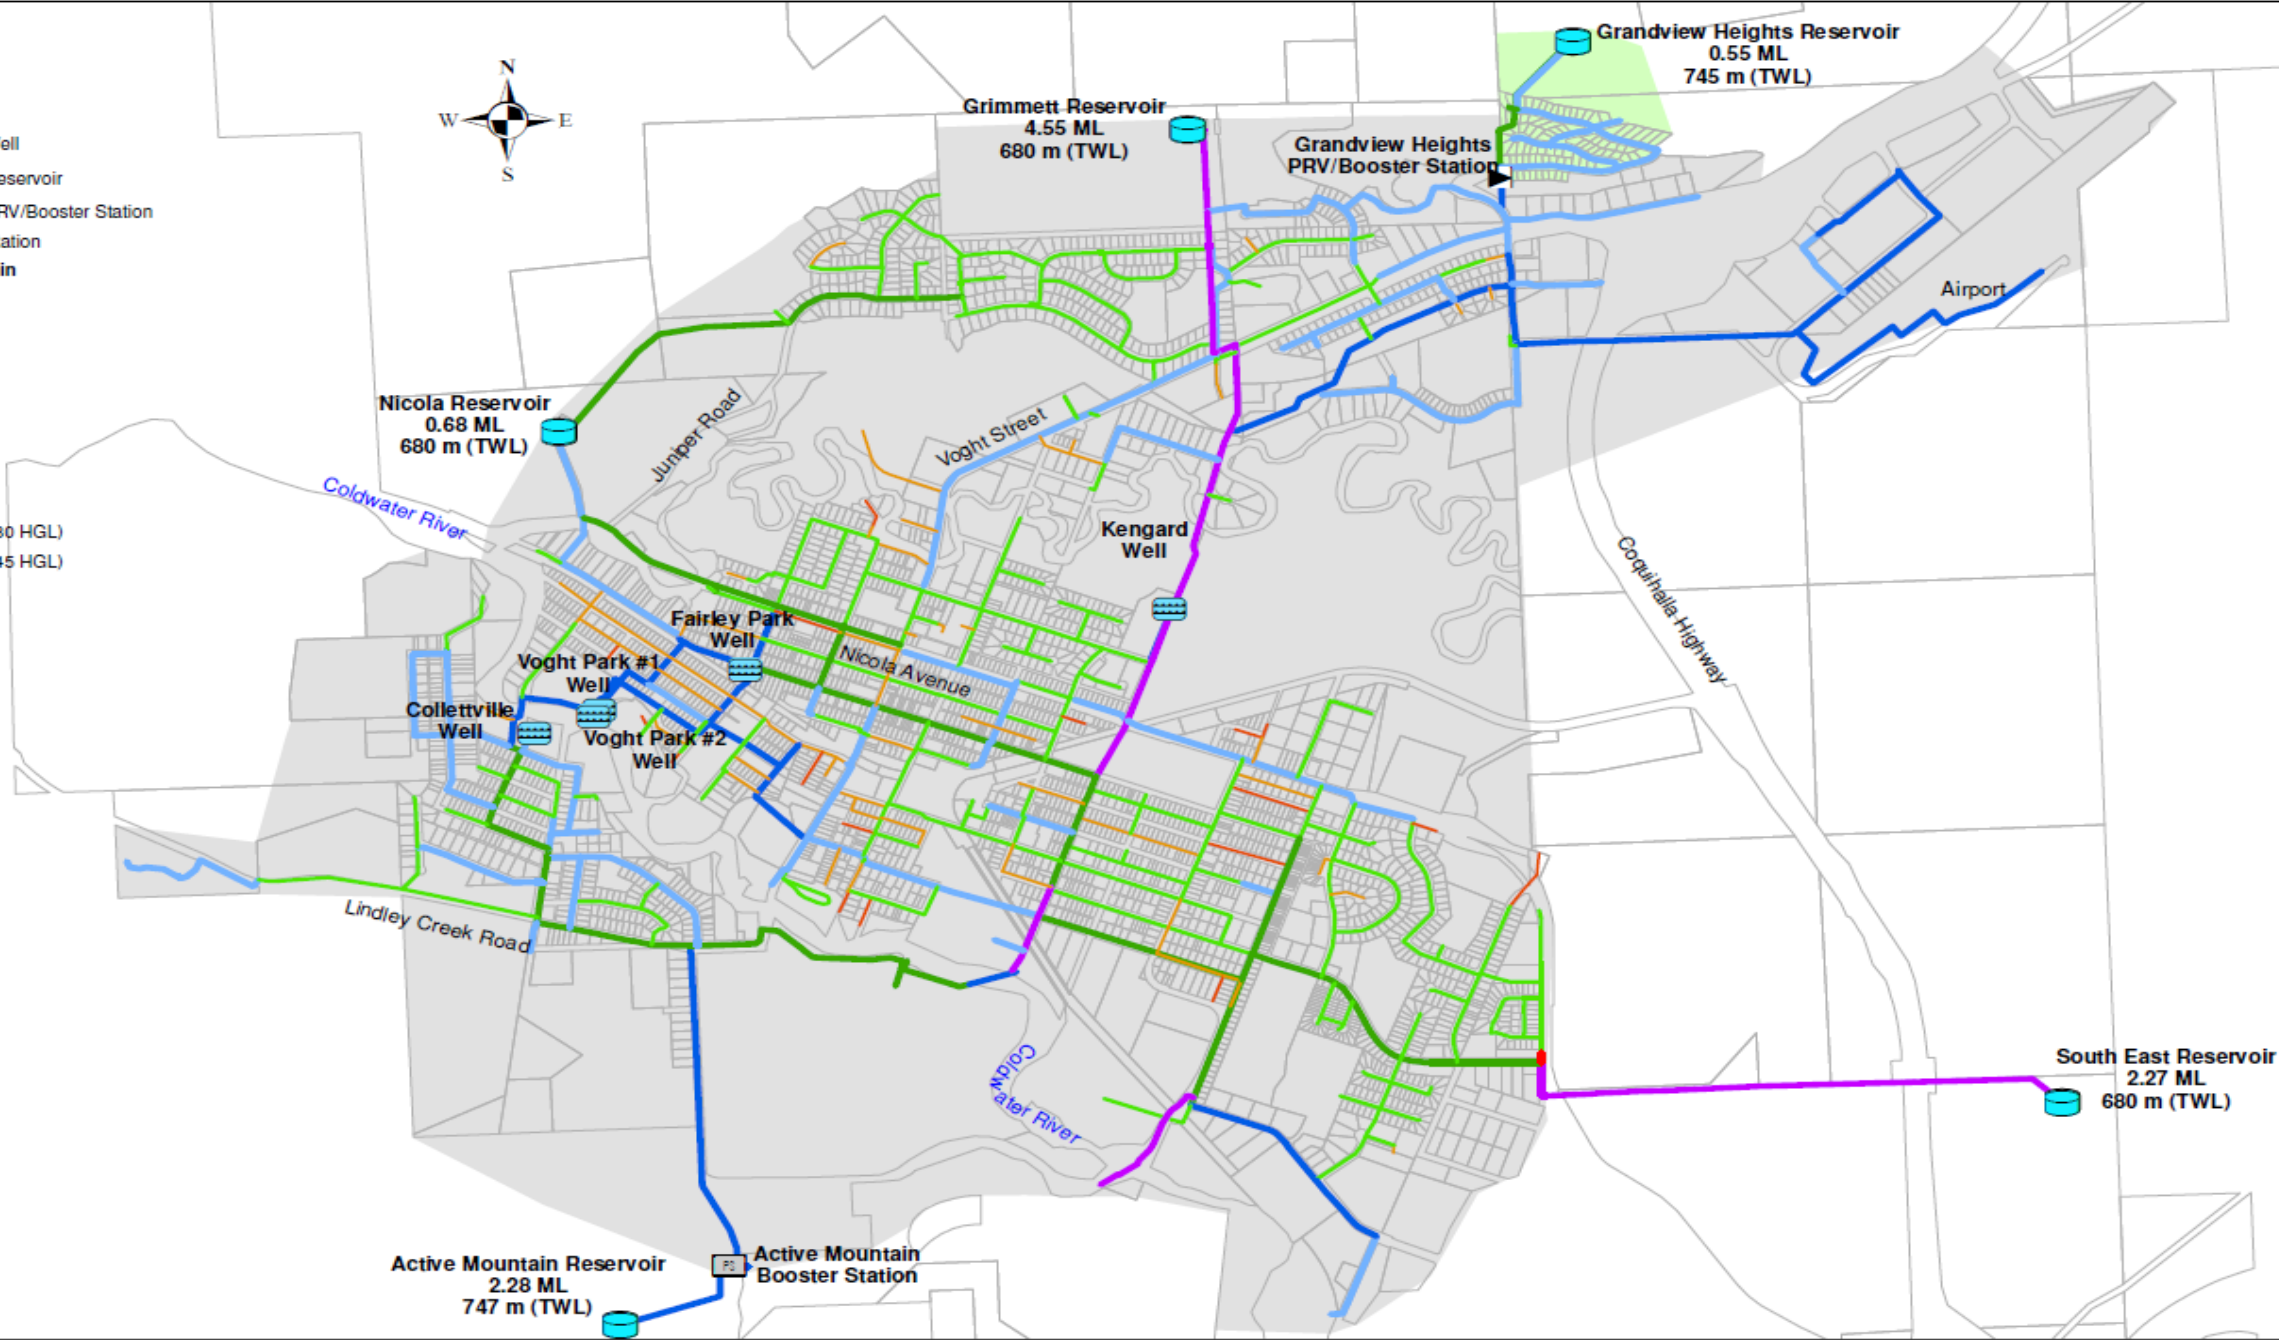 ell
eservoir
RV/Booster Station
ation
in
30 HGL)
45 HGL)
N
W
E
S
Grandview Heights Reservoir
0.55 ML
745 m (TWL)
Grimmett Reservoir
4.55 ML
680 m (TWL)
Grandview Heights
PRV/Booster Station
Airport
Nicola Reservoir
0.68 ML
680 m (TWL)
Juniper Road
Voght Street
Coldwater River
Kengard
Well
Coquihalla Highway
Fairley Park
Well
Nicola Avenue
Voght Park #1
Well
Collettville
Well
Voght Park #2
Well
Lindley Creek Road
Coldwater River
South East Reservoir
2.27 ML
680 m (TWL)
Active Mountain Reservoir
2.28 ML
747 m (TWL)
Active Mountain
Booster Station